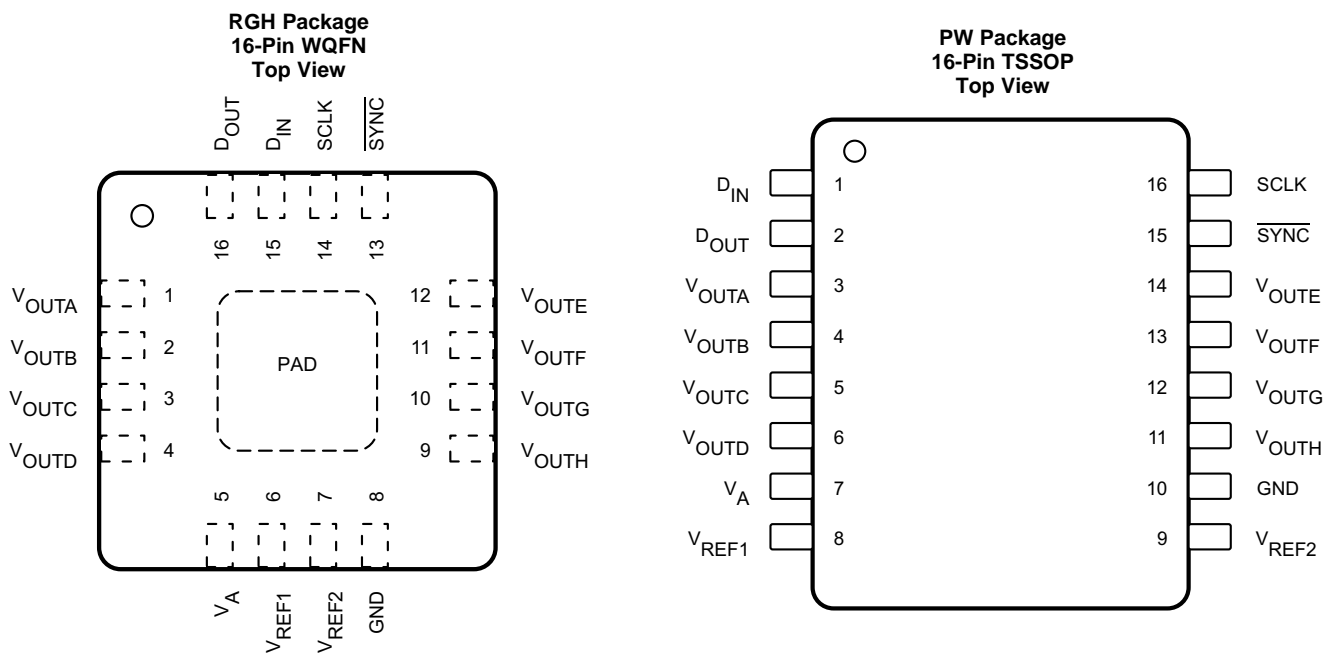 RGH Package
16-Pin WQFN
Top View
DOUT
DIN
SCLK
SYNC
16
15
14
13
VOUTA 1
VOUTB 2
VOUTC 3
VOUTD 4
PAD
12 VOUTE
11 VOUTF
10 VOUTG
9 VOUTH
5
6
7
8
VA
VREF1
VREF2
GND
PW Package
16-Pin TSSOP
Top View
DIN 1
DOUT 2
VOUTA 3
VOUTB 4
VOUTC 5
VOUTD 6
VA 7
VREF1 8
16 SCLK
15 SYNC
14 VOUTE
13 VOUTF
12 VOUTG
11 VOUTH
10 GND
9 VREF2